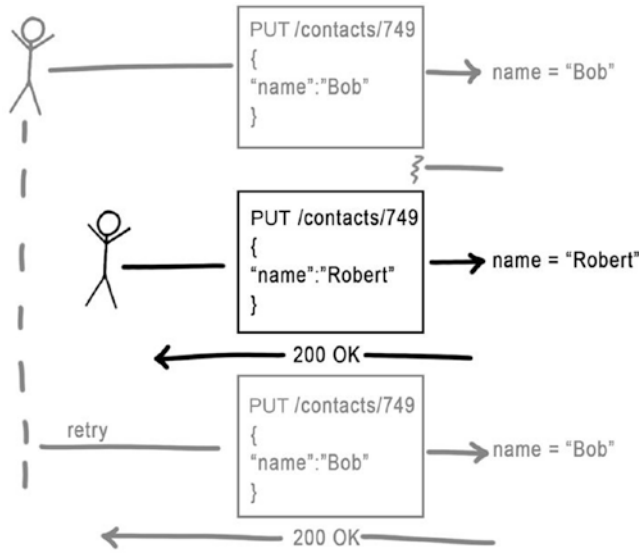 PUT /contacts/749
{
“name”:”Bob”
}
name = “Bob”
PUT /contacts/749
{
“name”:”Robert”
}
name = “Robert”
200 OK
retry
PUT /contacts/749
{
“name”:”Bob”
}
name = “Bob”
200 OK